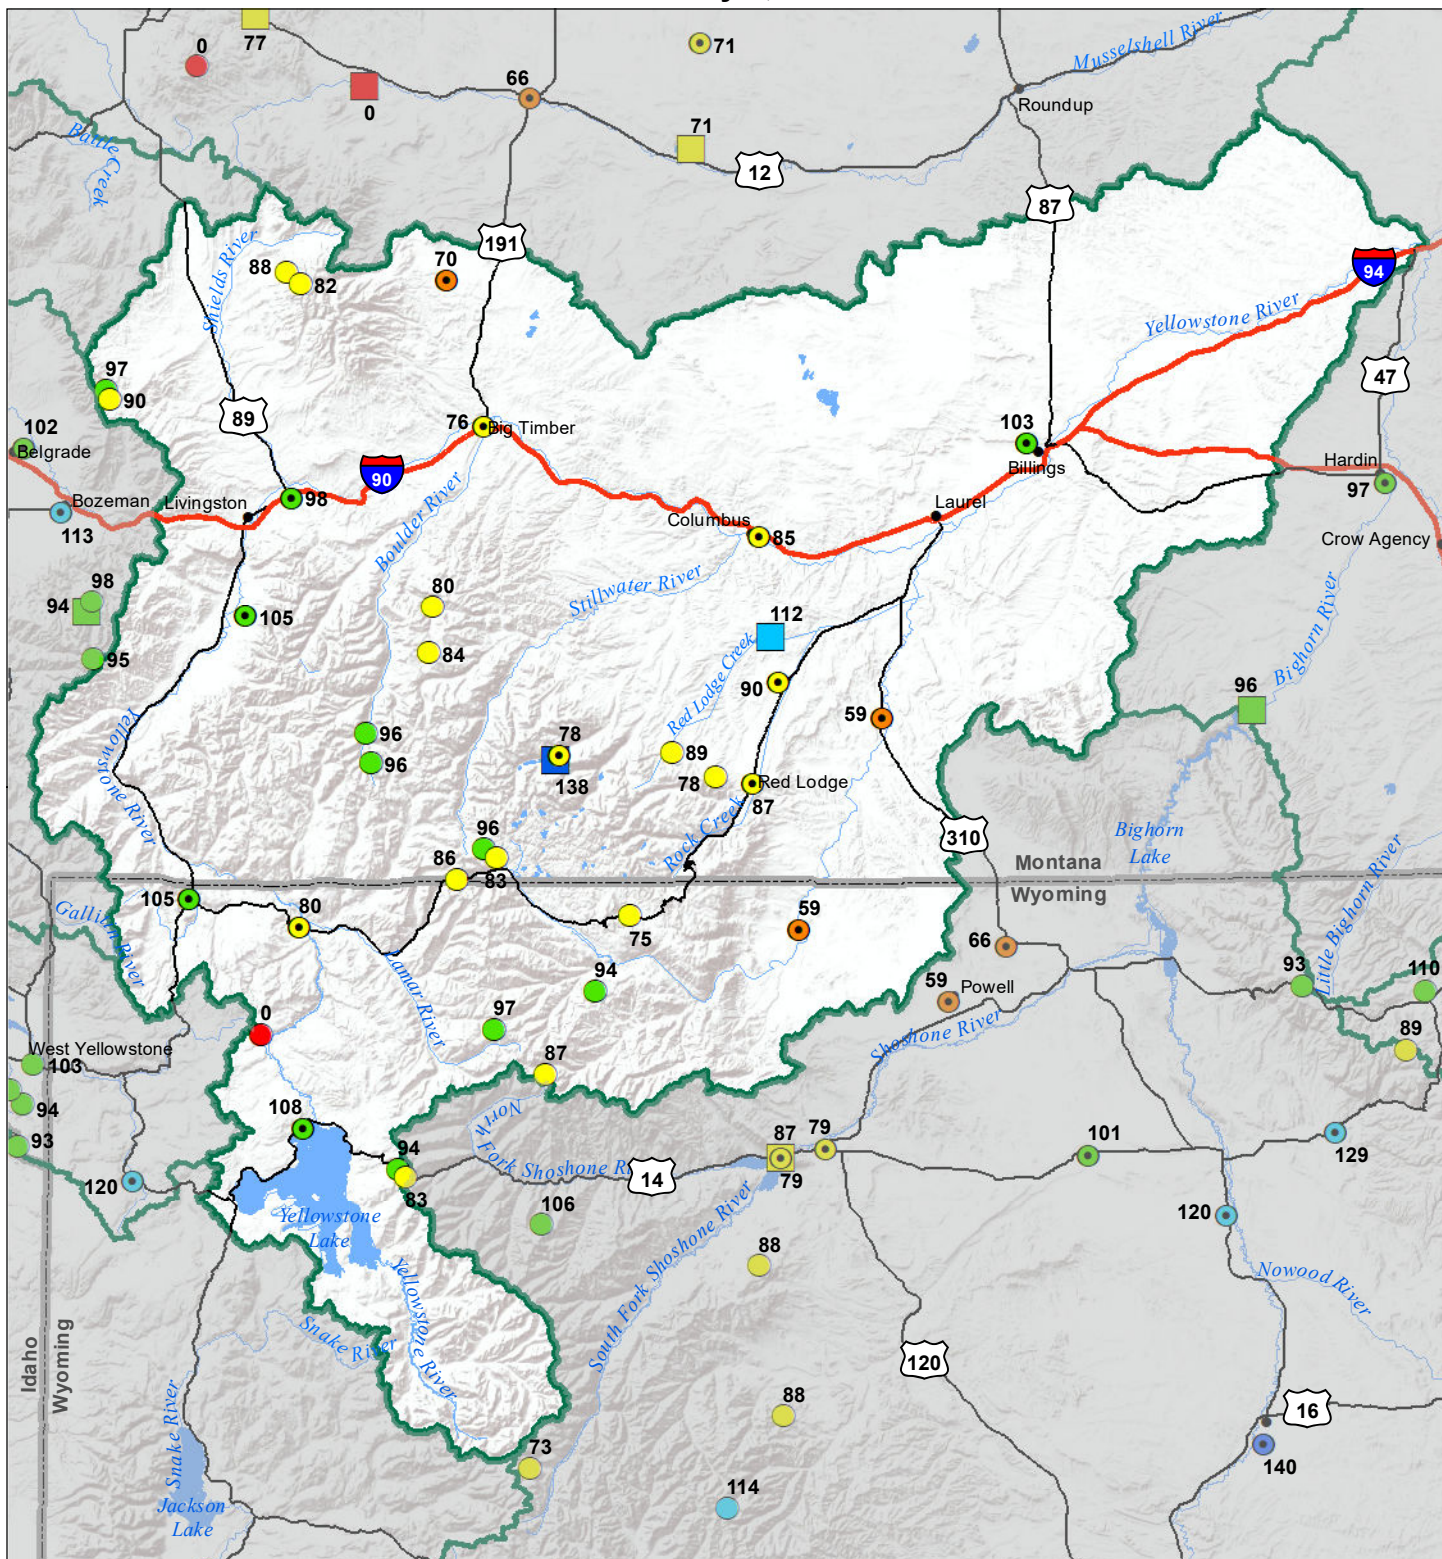 77
0
0
66
71
71
12
Musselshell River
Roundup
Battle Creek
87
191
Shields River
88
82
70
94
Yellowstone River
97
90
89
47
102
Belgrade
76
Big Timber
103
Billings
Hardin
97
90
Bozeman
Livingston
98
113
Boulder River
Columbus
85
Laurel
Crow Agency
98
94
95
105
80
84
Stillwater River
112
Red Lodge Creek
90
59
Bighorn River
96
Yellowstone River
96
96
78
138
89
78
Red Lodge
87
Rock Creek
310
Bighorn
Lake
96
86
83
Montana
Wyoming
Little Bighorn River
105
80
Gallatin River
75
59
66
Lamar River
94
97
59
Powell
Shoshone River
93
110
89
0
West Yellowstone
103
94
93
87
North Fork Shoshone R
108
94
83
14
87
79
79
101
129
120
120
106
Yellowstone
Lake
Yellowstone River
South Fork Shoshone River
88
Nowood River
Snake River
Idaho
Wyoming
120
88
16
140
Snake River
73
114
Jackson
Lake